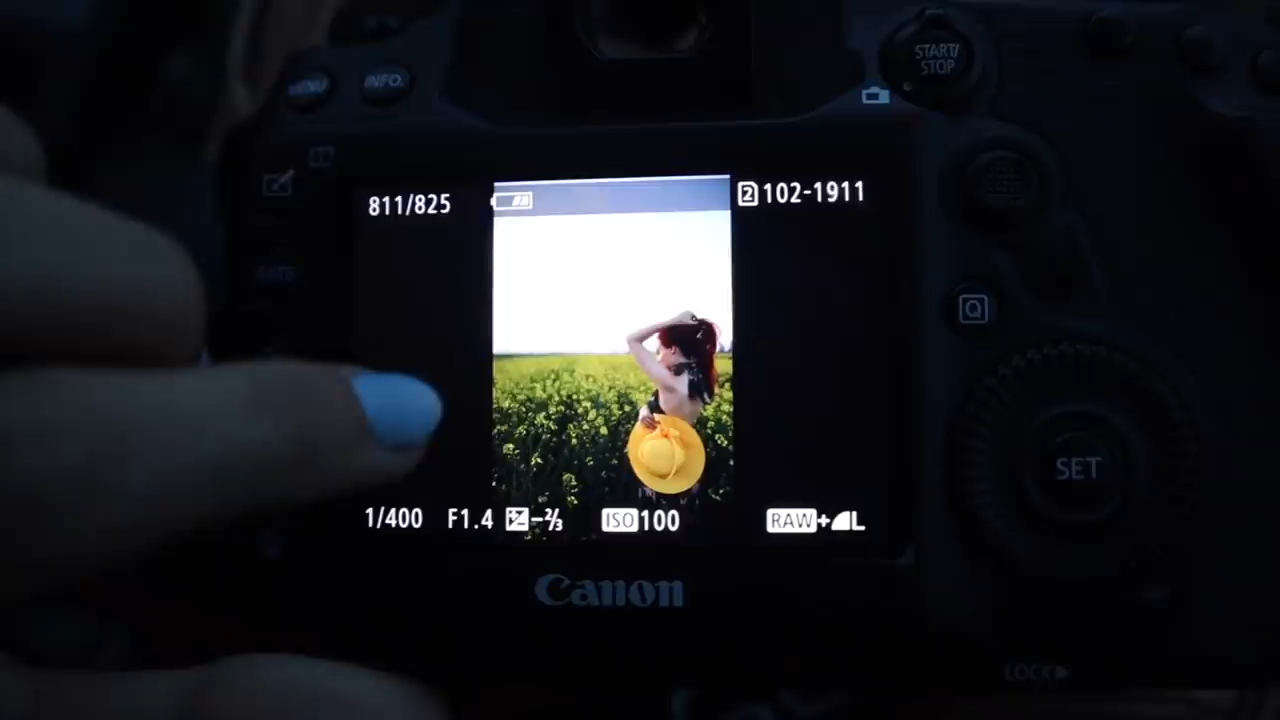 START/
STOP
MENU
INFO.
811/825
2 102-1911
RATE
Q
SET
1/400 F1.4 -2/3 ISO 100 RAW+L
Canon
LOCK